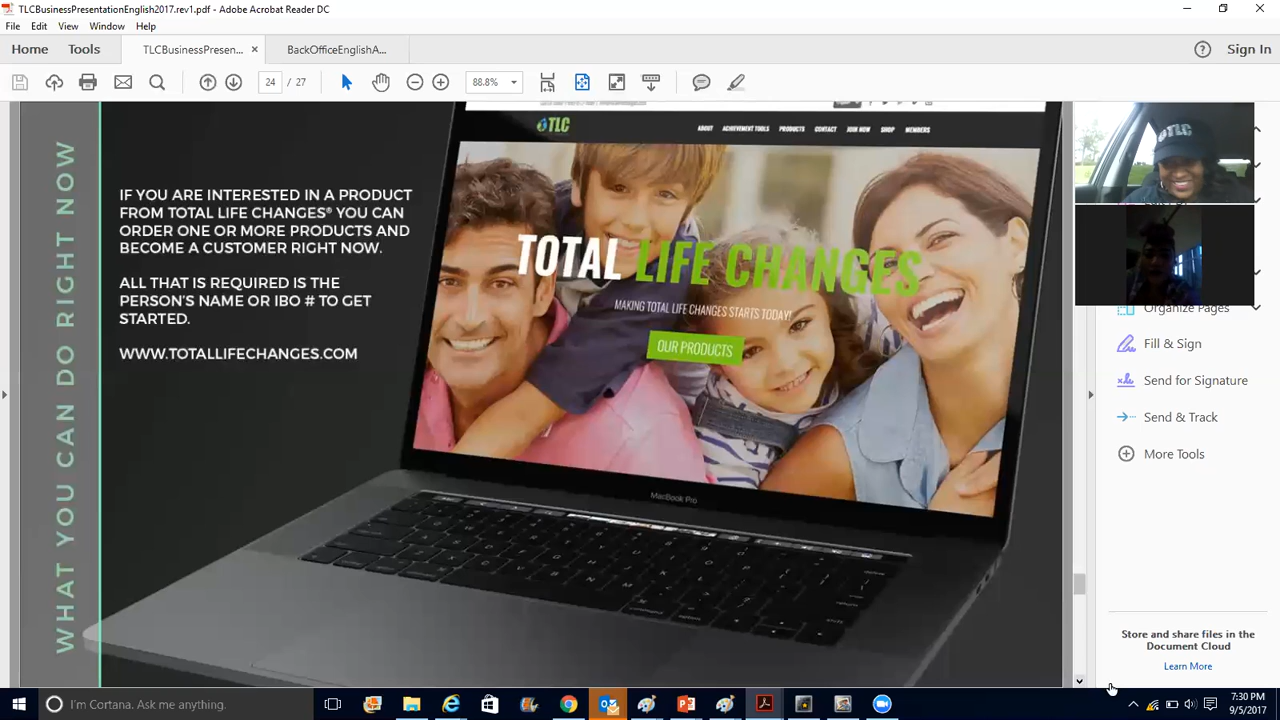 TLCBusinessPresentationEnglish2017.rev1.pdf - Adobe Acrobat Reader DC
File Edit View Window Help
Home Tools TLCBusinessPresen... × BackOfficeEnglishA... Sign In
24 / 27 88.8%
TLC
ABOUT ACHIEVEMENT TOOLS PRODUCTS CONTACT JOIN NOW SHOP MEMBERS
WHAT YOU CAN DO RIGHT NOW
IF YOU ARE INTERESTED IN A PRODUCT
FROM TOTAL LIFE CHANGES® YOU CAN
ORDER ONE OR MORE PRODUCTS AND
BECOME A CUSTOMER RIGHT NOW.
ALL THAT IS REQUIRED IS THE
PERSON'S NAME OR IBO # TO GET
STARTED.
WWW.TOTALLIFECHANGES.COM
TOTAL LIFE CHANGES
MAKING TOTAL LIFE CHANGES STARTS TODAY!
OUR PRODUCTS
MacBook Pro
TLC
Organize Pages
Fill & Sign
Send for Signature
Send & Track
More Tools
Store and share files in the
Document Cloud
Learn More
I'm Cortana. Ask me anything.
7:30 PM
9/5/2017